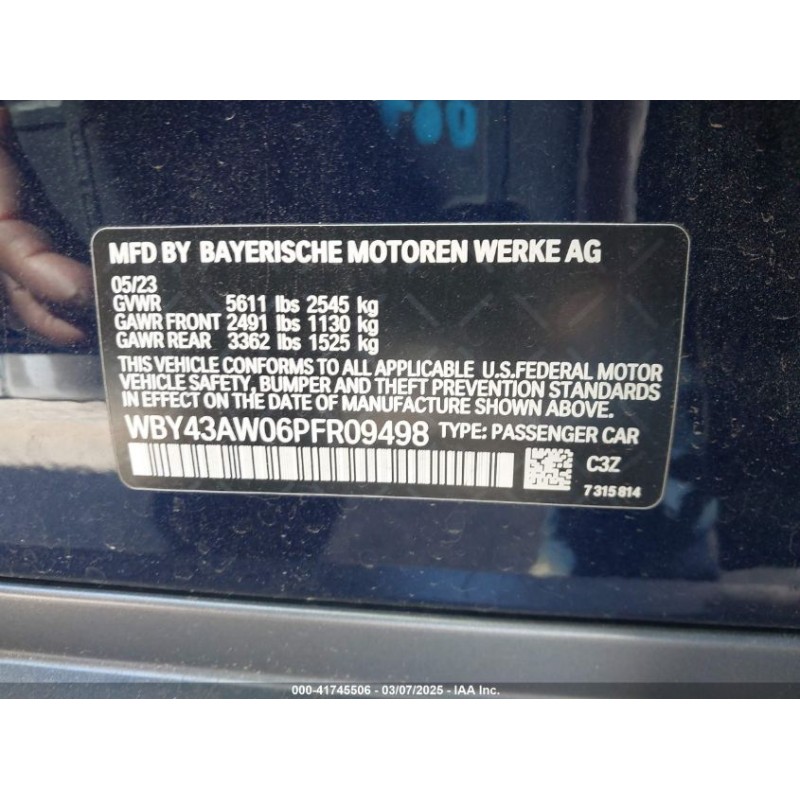 F80
MFD BY BAYERISCHE MOTOREN WERKE AG
05/23
GVWR 5611 lbs 2545 kg
GAWR FRONT 2491 lbs 1130 kg
GAWR REAR 3362 lbs 1525 kg
THIS VEHICLE CONFORMS TO ALL APPLICABLE U.S.FEDERAL MOTOR
VEHICLE SAFETY, BUMPER AND THEFT PREVENTION STANDARDS
IN EFFECT ON THE DATE OF MANUFACTURE SHOWN ABOVE.
WBY43AW06PFR09498 TYPE: PASSENGER CAR
C3Z
7315814
000-41745506 - 03/07/2025 - IAA Inc.